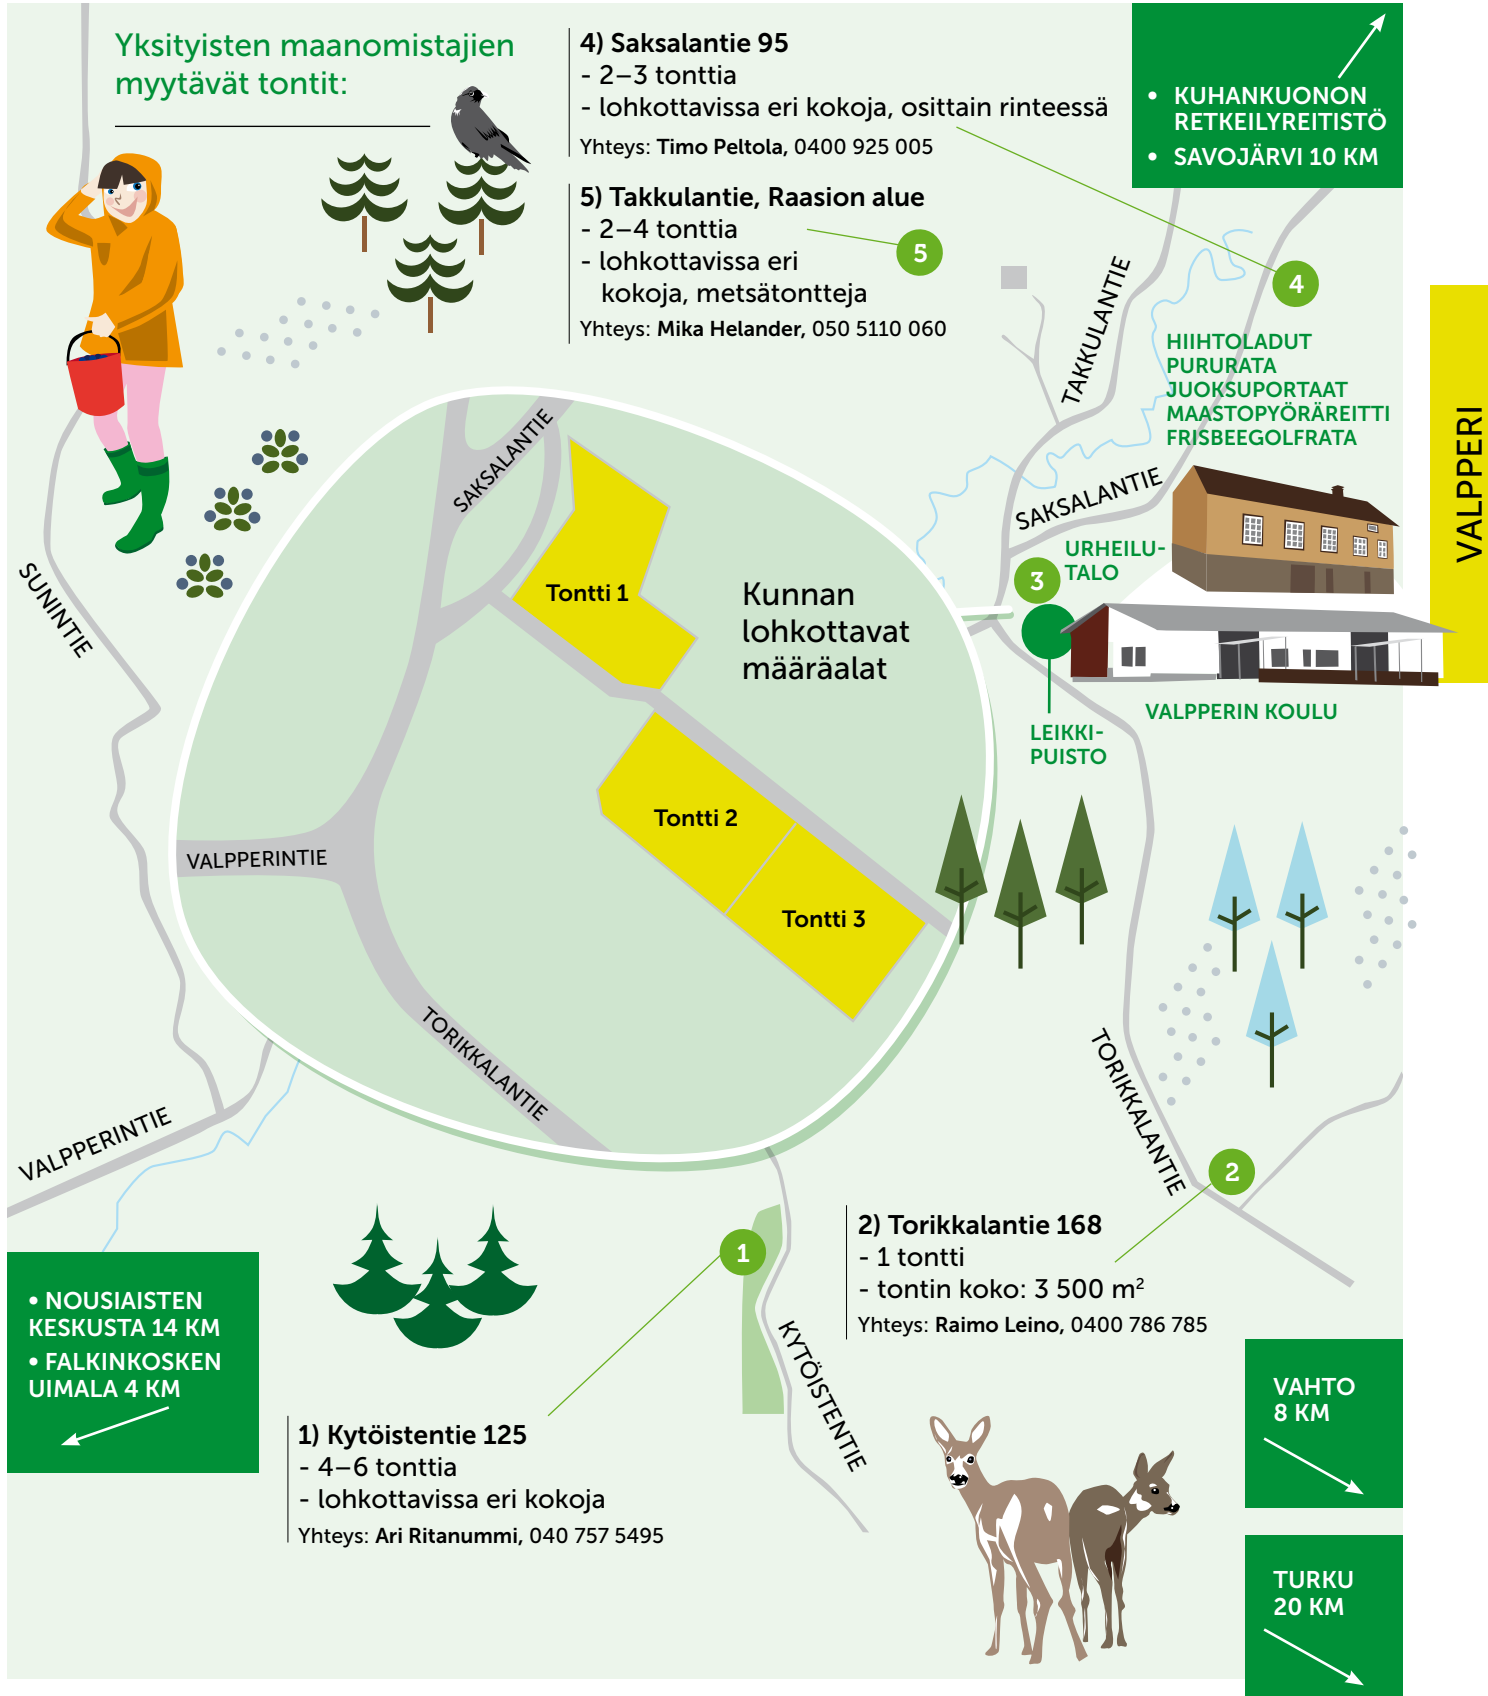 Yksityisten maanomistajien
myytävät tontit:
4) Saksalantie 95
- 2–3 tonttia
- lohkottavissa eri kokoja, osittain rinteessä
Yhteys: Timo Peltola, 0400 925 005
5) Takkulantie, Raasion alue
- 2–4 tonttia
- lohkottavissa eri
kokoja, metsätontteja
Yhteys: Mika Helander, 050 5110 060
• KUHANKUONON
RETKEILYREITISTÖ
• SAVOJÄRVI 10 KM
5
4
TAKKULANTIE
HIIHTOLADUT
PURURATA
JUOKSUPORTAAT
MAASTOPYÖRÄREITTI
FRISBEEGOLFRATA
VALPPERI
SAKSALANTIE
SAKSALANTIE
URHEILU-
TALO
3
SUNINTIE
Tontti 1
Kunnan
lohkottavat
määräalat
VALPPERIN KOULU
LEIKKI-
PUISTO
Tontti 2
VALPPERINTIE
Tontti 3
TORIKKALANTIE
TORIKKALANTIE
VALPPERINTIE
2
2) Torikkalantie 168
- 1 tontti
- tontin koko: 3 500 m²
Yhteys: Raimo Leino, 0400 786 785
1
• NOUSIAISTEN
KESKUSTA 14 KM
• FALKINKOSKEN
UIMALA 4 KM
KYTÖISTENTIE
1) Kytöistentie 125
- 4–6 tonttia
- lohkottavissa eri kokoja
Yhteys: Ari Ritanummi, 040 757 5495
VAHTO
8 KM
TURKU
20 KM